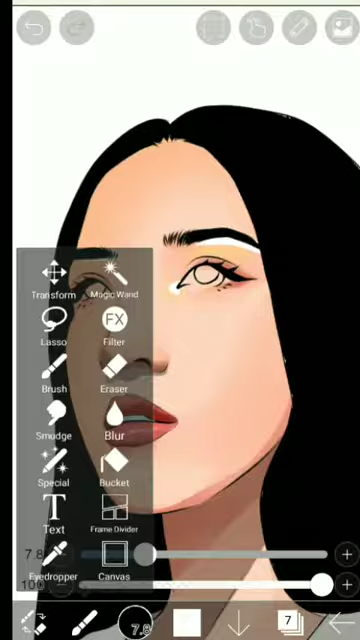 Transform Magic Wand
FX
Lasso Filter
Brush Eraser
Smudge Blur
Special Bucket
T
Text Frame Divider
7.8
Eyedropper Canvas
100
7.8
7